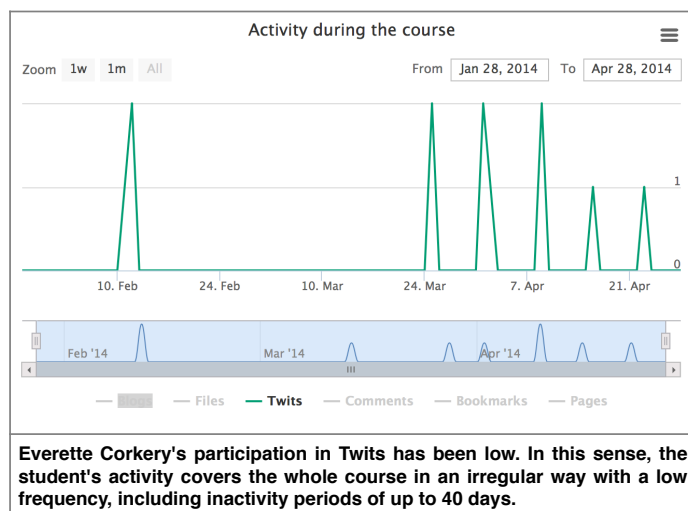 Activity during the course
Zoom 1w 1m All From Jan 28, 2014 To Apr 28, 2014
1
0
10. Feb 24. Feb 10. Mar 24. Mar 7. Apr 21. Apr
Feb '14 Mar '14 Apr '14
Blogs Files Twits Comments Bookmarks Pages
Everette Corkery's participation in Twits has been low. In this sense, the
student's activity covers the whole course in an irregular way with a low
frequency, including inactivity periods of up to 40 days.